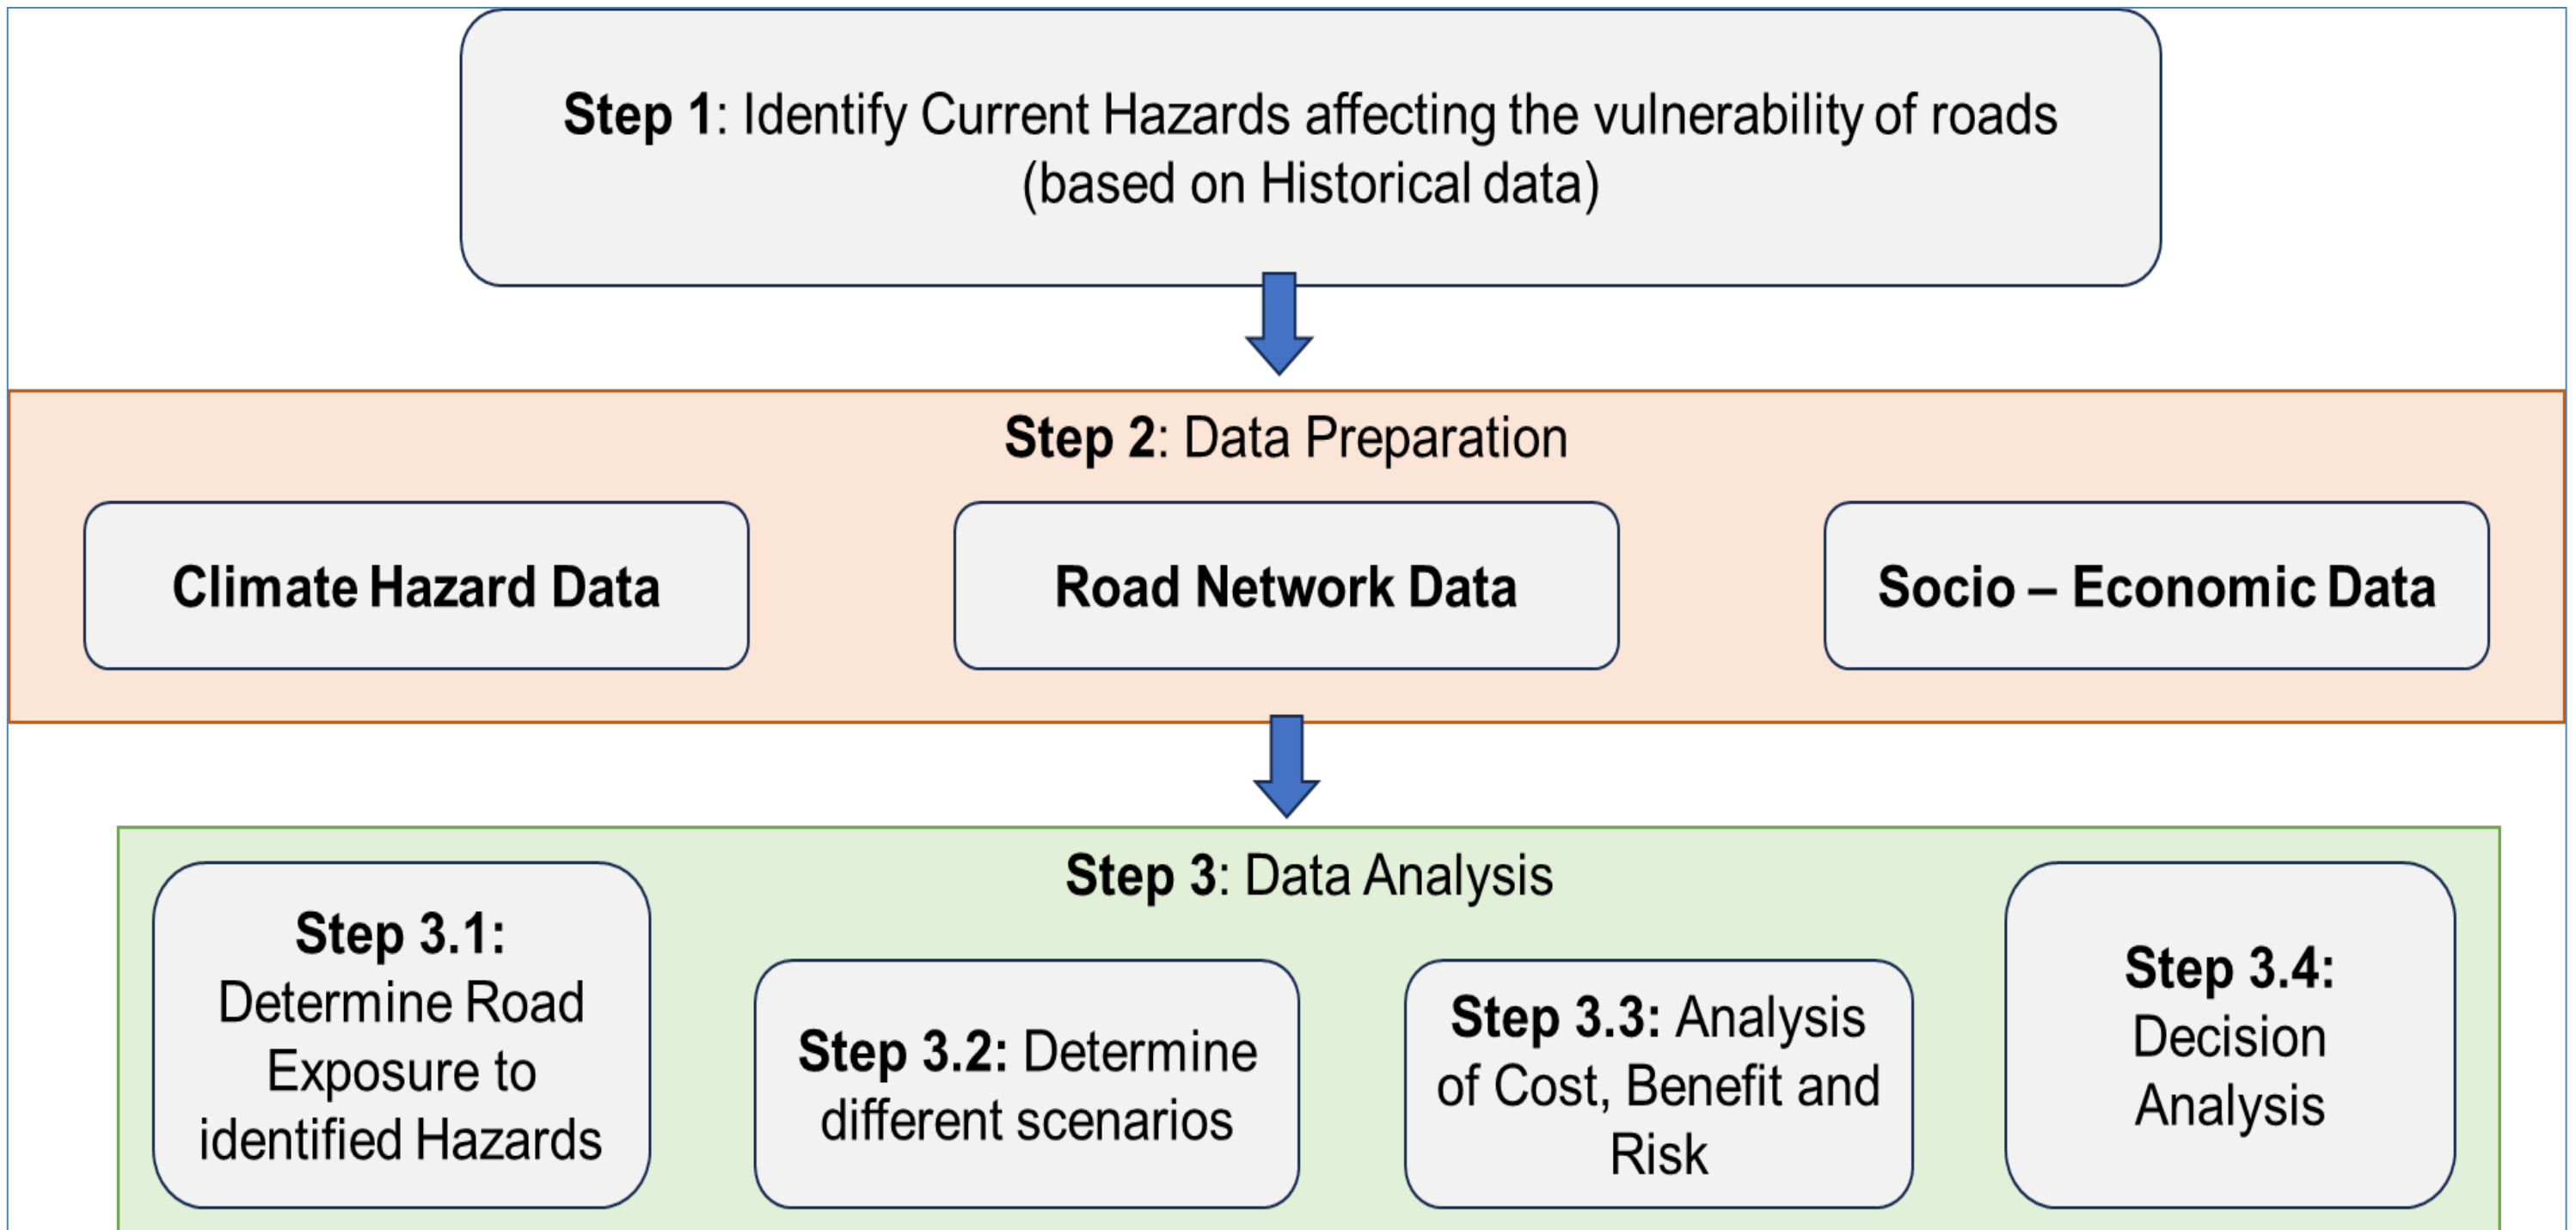 Step 1: Identify Current Hazards affecting the vulnerability of roads
(based on Historical data)
Step 2: Data Preparation
Climate Hazard Data
Road Network Data
Socio – Economic Data
Step 3: Data Analysis
Step 3.1:
Determine Road
Exposure to
identified Hazards
Step 3.2: Determine
different scenarios
Step 3.3: Analysis
of Cost, Benefit and
Risk
Step 3.4:
Decision
Analysis